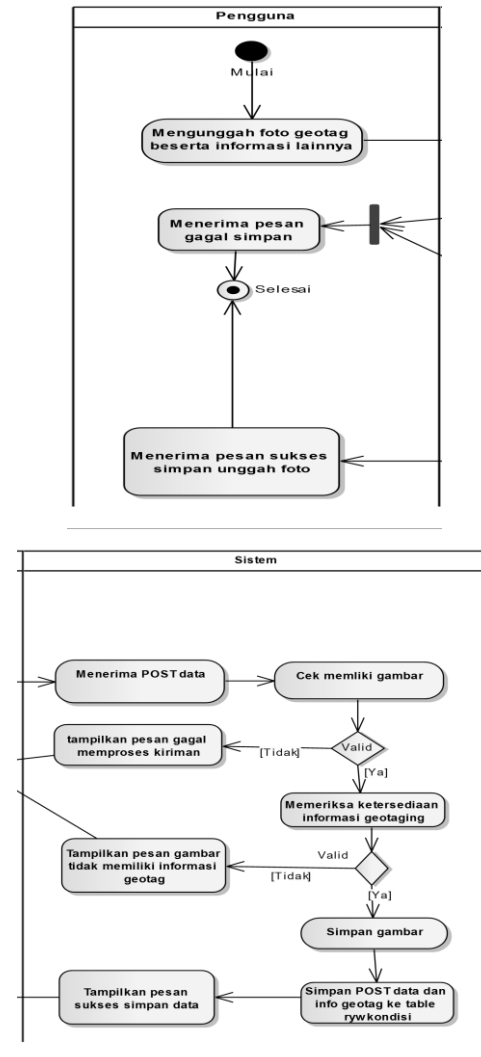 Pengguna
Mulai
Mengunggah foto geotag
beserta informasi lainnya
Menerima pesan
gagal simpan
Selesai
Menerima pesan sukses
simpan unggah foto
Sistem
Menerima POST data
Cek memliki gambar
tampilkan pesan gagal
memproses kiriman
[Tidak]
Valid
[Ya]
Memeriksa ketersediaan
informasi geotaging
Tampilkan pesan gambar
tidak memiliki informasi
geotag
Valid
[Tidak]
[Ya]
Simpan gambar
Tampilkan pesan
sukses simpan data
Simpan POST data dan
info geotag ke table
rywkondisi